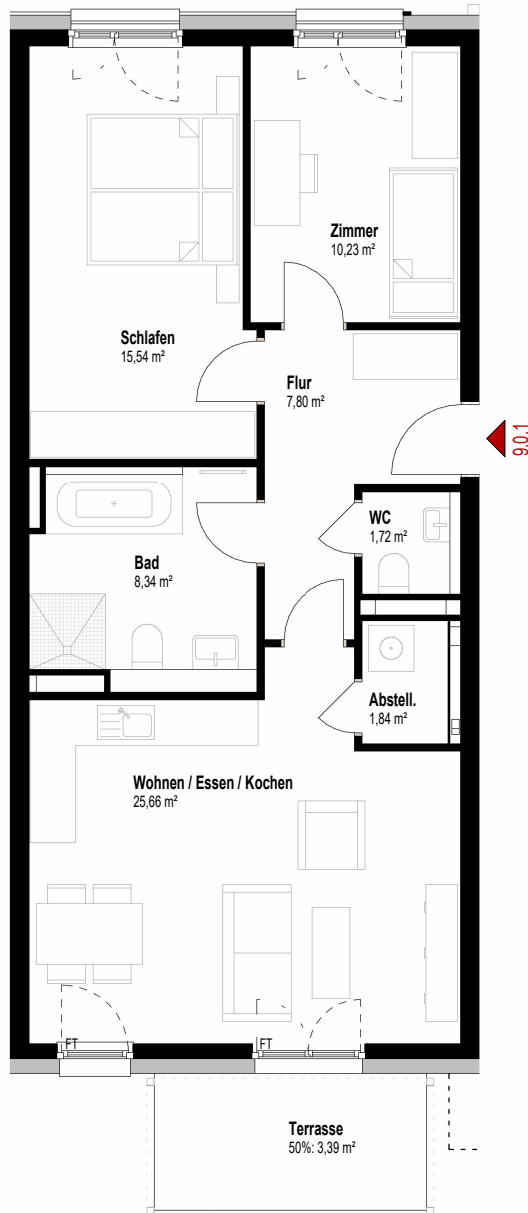 Zimmer
10,23 m²
Schlafen
15,54 m²
Flur
7,80 m²
9.0.1
WC
1,72 m²
Bad
8,34 m²
Abstell.
1,84 m²
Wohnen / Essen / Kochen
25,66 m²
FT
FT
Terrasse
50%: 3,39 m²